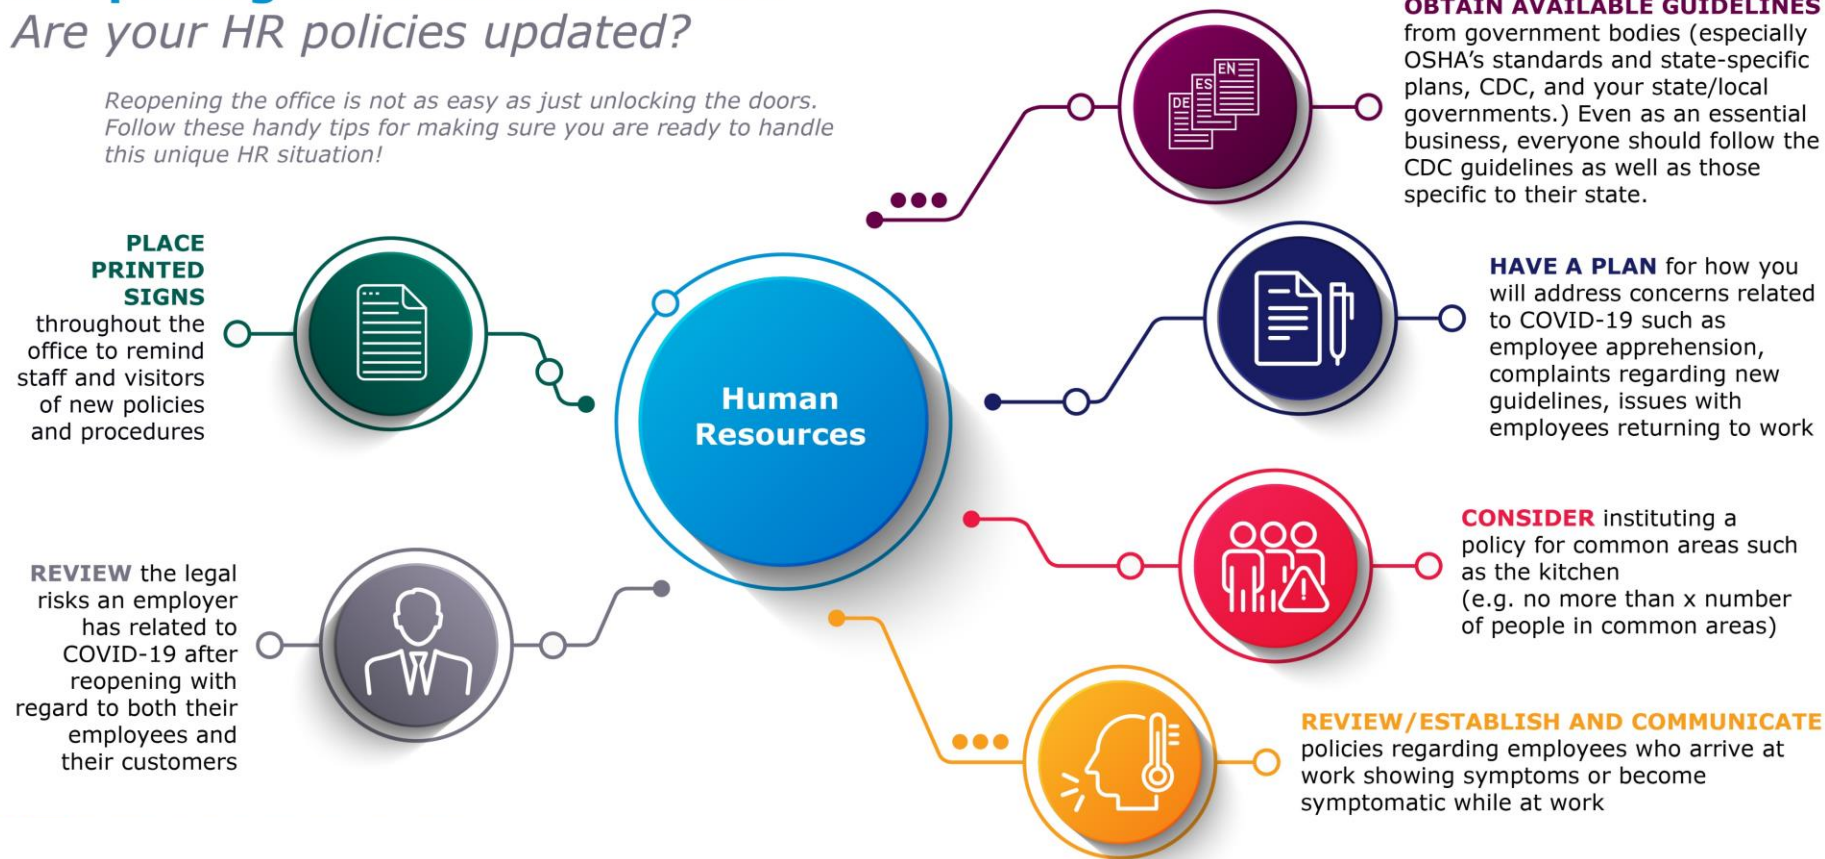 Are your HR policies updated?
Reopening the office is not as easy as just unlocking the doors.
Follow these handy tips for making sure you are ready to handle
this unique HR situation!
OBTAIN AVAILABLE GUIDELINES
from government bodies (especially
OSHA's standards and state-specific
plans, CDC, and your state/local
governments.) Even as an essential
business, everyone should follow the
CDC guidelines as well as those
specific to their state.
DE
ES
EN
PLACE
PRINTED
SIGNS
throughout the
office to remind
staff and visitors
of new policies
and procedures
Human
Resources
HAVE A PLAN for how you
will address concerns related
to COVID-19 such as
employee apprehension,
complaints regarding new
guidelines, issues with
employees returning to work
CONSIDER instituting a
policy for common areas such
as the kitchen
(e.g. no more than x number
of people in common areas)
REVIEW the legal
risks an employer
has related to
COVID-19 after
reopening with
regard to both their
employees and
their customers
REVIEW/ESTABLISH AND COMMUNICATE
policies regarding employees who arrive at
work showing symptoms or become
symptomatic while at work